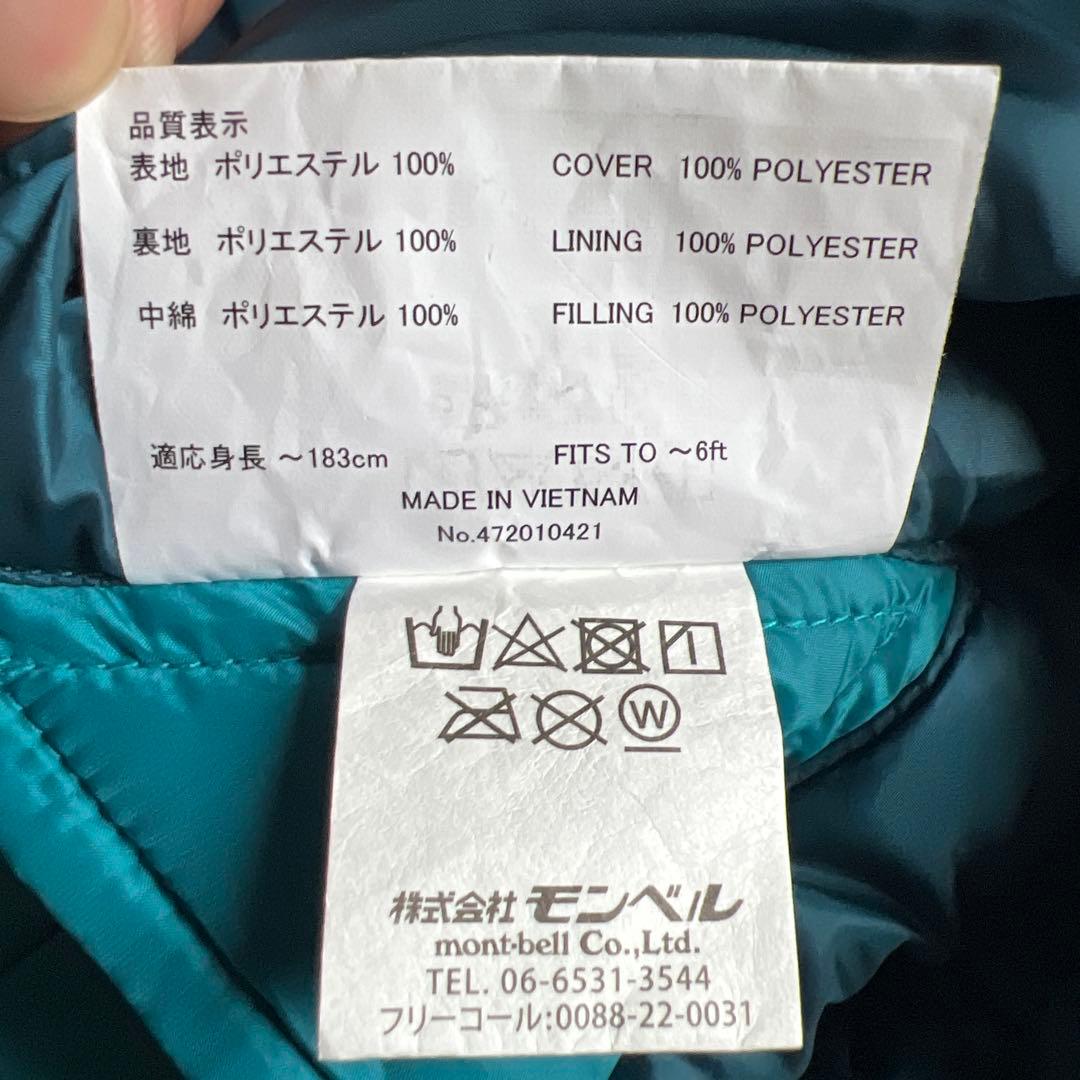 品質表示
表地 ポリエステル 100% COVER 100% POLYESTER
裏地 ポリエステル 100% LINING 100% POLYESTER
中綿 ポリエステル 100% FILLING 100% POLYESTER
適応身長 ～183cm FITS TO ～6ft
MADE IN VIETNAM
No.472010421
W
株式会社 モンベル
mont-bell Co.,Ltd.
TEL. 06-6531-3544
フリーコール:0088-22-0031